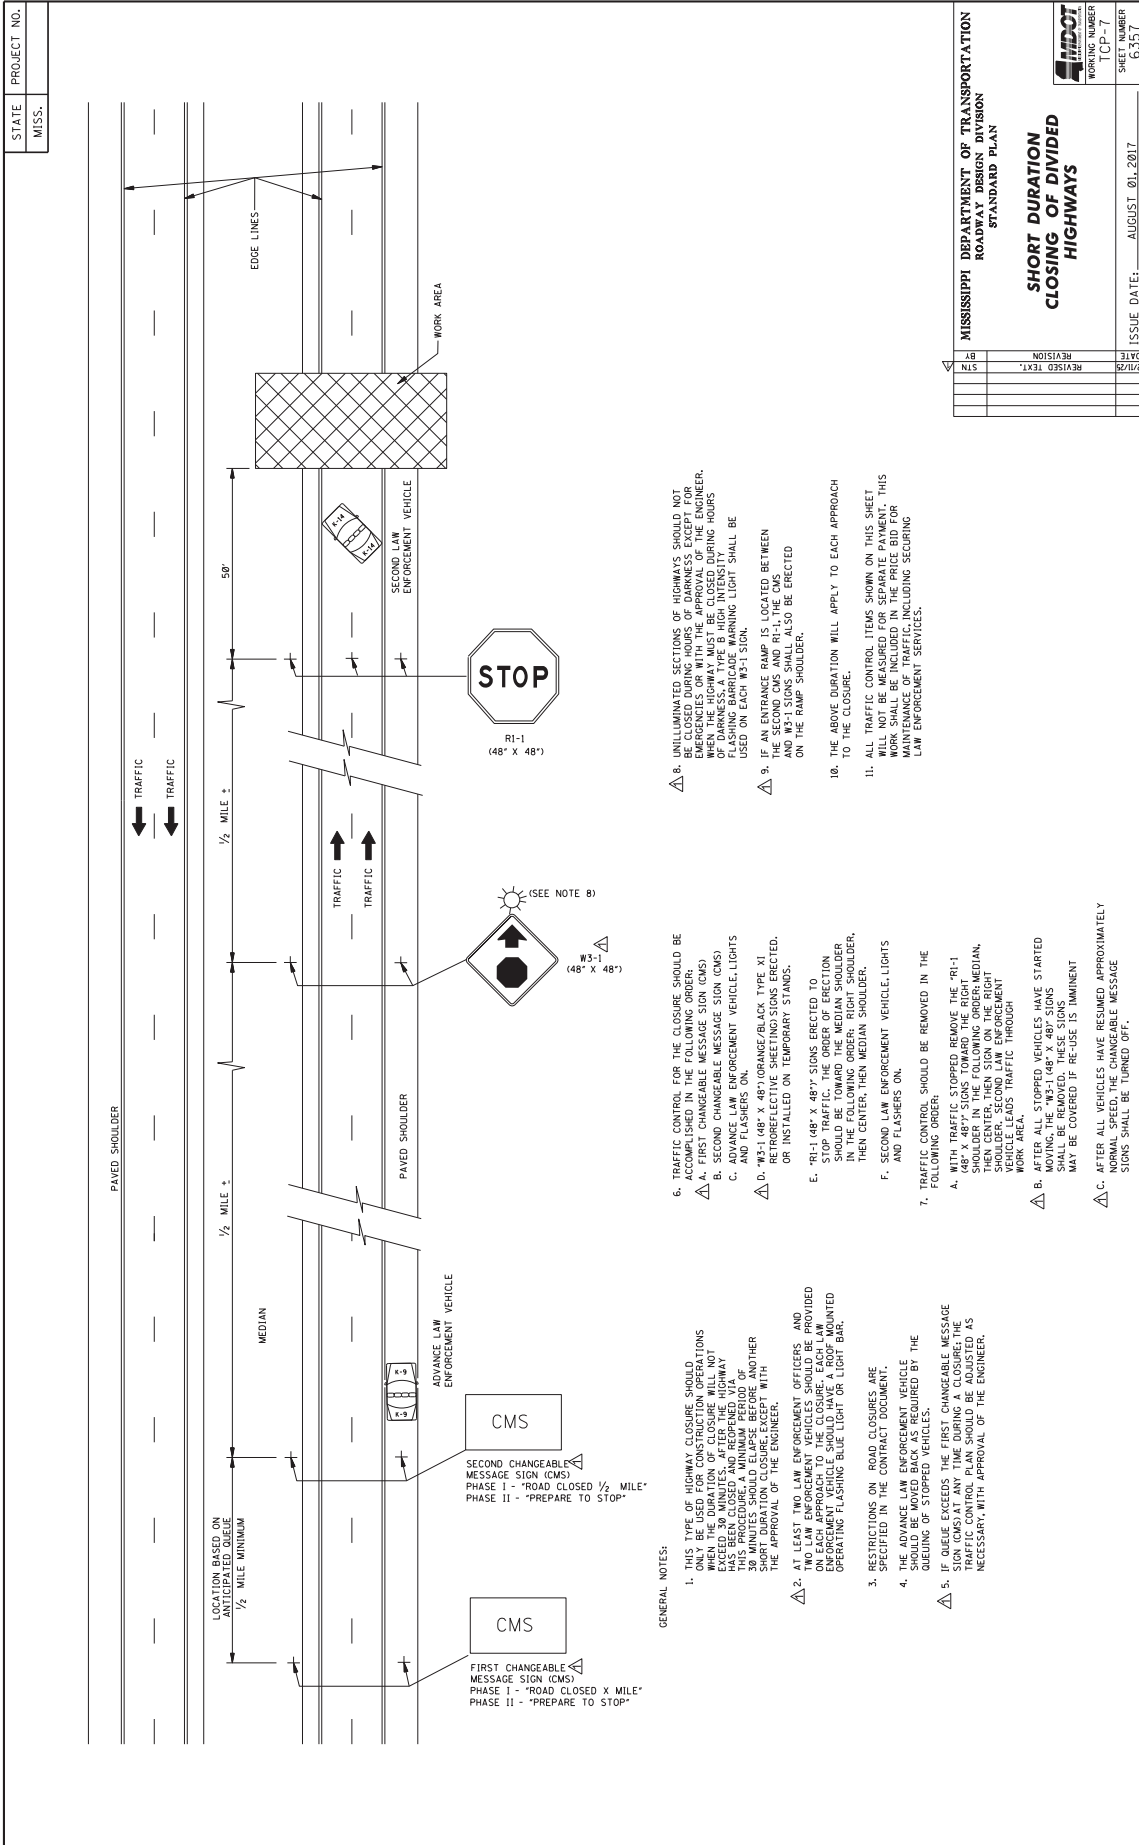 STATE
PROJECT NO.
MISS.
PAVED SHOULDER
EDGE LINES
TRAFFIC
TRAFFIC
LOCATION BASED ON
ANTICIPATED QUEUE
½ MILE MINIMUM
½ MILE ±
½ MILE ±
50'
MEDIAN
TRAFFIC
TRAFFIC
PAVED SHOULDER
K-9
K-9
ADVANCE LAW
ENFORCEMENT VEHICLE
K-14
K-14
SECOND LAW
ENFORCEMENT VEHICLE
WORK AREA
CMS
FIRST CHANGEABLE 1
MESSAGE SIGN (CMS)
PHASE I - "ROAD CLOSED X MILE"
PHASE II - "PREPARE TO STOP"
CMS
SECOND CHANGEABLE 1
MESSAGE SIGN (CMS)
PHASE I - "ROAD CLOSED ½ MILE"
PHASE II - "PREPARE TO STOP"
(SEE NOTE 8)
W3-1 1
(48" X 48")
STOP
R1-1
(48" X 48")
GENERAL NOTES:
1. THIS TYPE OF HIGHWAY CLOSURE SHOULD
ONLY BE USED FOR CONSTRUCTION OPERATIONS
WHEN THE DURATION OF CLOSURE WILL NOT
EXCEED 30 MINUTES. AFTER THE HIGHWAY
HAS BEEN CLOSED AND REOPENED VIA
THIS PROCEDURE, A MINIMUM PERIOD OF
30 MINUTES SHOULD ELAPSE BEFORE ANOTHER
SHORT DURATION CLOSURE, EXCEPT WITH
THE APPROVAL OF THE ENGINEER.
1 2. AT LEAST TWO LAW ENFORCEMENT OFFICERS AND
TWO LAW ENFORCEMENT VEHICLES SHOULD BE PROVIDED
ON EACH APPROACH TO THE CLOSURE. EACH LAW
ENFORCEMENT VEHICLE SHOULD HAVE A ROOF MOUNTED
OPERATING FLASHING BLUE LIGHT OR LIGHT BAR.
3. RESTRICTIONS ON ROAD CLOSURES ARE
SPECIFIED IN THE CONTRACT DOCUMENT.
4. THE ADVANCE LAW ENFORCEMENT VEHICLE
SHOULD BE MOVED BACK AS REQUIRED BY THE
QUEUING OF STOPPED VEHICLES.
1 5. IF QUEUE EXCEEDS THE FIRST CHANGEABLE MESSAGE
SIGN (CMS) AT ANY TIME DURING A CLOSURE; THE
TRAFFIC CONTROL PLAN SHOULD BE ADJUSTED AS
NECESSARY, WITH APPROVAL OF THE ENGINEER.
6. TRAFFIC CONTROL FOR THE CLOSURE SHOULD BE
ACCOMPLISHED IN THE FOLLOWING ORDER:
1 A. FIRST CHANGEABLE MESSAGE SIGN (CMS)
B. SECOND CHANGEABLE MESSAGE SIGN (CMS)
C. ADVANCE LAW ENFORCEMENT VEHICLE, LIGHTS
AND FLASHERS ON.
1 D. "W3-1 (48" X 48") (ORANGE/BLACK TYPE XI
RETROREFLECTIVE SHEETING) SIGNS ERECTED.
OR INSTALLED ON TEMPORARY STANDS.
E. "R1-1 (48" X 48")" SIGNS ERECTED TO
STOP TRAFFIC. THE ORDER OF ERECTION
SHOULD BE TOWARD THE MEDIAN SHOULDER
IN THE FOLLOWING ORDER: RIGHT SHOULDER,
THEN CENTER, THEN MEDIAN SHOULDER.
F. SECOND LAW ENFORCEMENT VEHICLE, LIGHTS
AND FLASHERS ON.
7. TRAFFIC CONTROL SHOULD BE REMOVED IN THE
FOLLOWING ORDER:
A. WITH TRAFFIC STOPPED REMOVE THE "R1-1
(48" X 48")" SIGNS TOWARD THE RIGHT
SHOULDER IN THE FOLLOWING ORDER: MEDIAN,
THEN CENTER, THEN SIGN ON THE RIGHT
SHOULDER. SECOND LAW ENFORCEMENT
VEHICLE LEADS TRAFFIC THROUGH
WORK AREA.
1 B. AFTER ALL STOPPED VEHICLES HAVE STARTED
MOVING, THE "W3-1 (48" X 48")" SIGNS
SHALL BE REMOVED. THESE SIGNS
MAY BE COVERED IF RE-USE IS IMMINENT
1 C. AFTER ALL VEHICLES HAVE RESUMED APPROXIMATELY
NORMAL SPEED, THE CHANGEABLE MESSAGE
SIGNS SHALL BE TURNED OFF.
1 8. UNILLUMINATED SECTIONS OF HIGHWAYS SHOULD NOT
BE CLOSED DURING HOURS OF DARKNESS EXCEPT FOR
EMERGENCIES OR WITH THE APPROVAL OF THE ENGINEER.
WHEN THE HIGHWAY MUST BE CLOSED DURING HOURS
OF DARKNESS, A TYPE B HIGH INTENSITY
FLASHING BARRICADE WARNING LIGHT SHALL BE
USED ON EACH W3-1 SIGN.
1 9. IF AN ENTRANCE RAMP IS LOCATED BETWEEN
THE SECOND CMS AND R1-1, THE CMS
AND W3-1 SIGNS SHALL ALSO BE ERECTED
ON THE RAMP SHOULDER.
10. THE ABOVE DURATION WILL APPLY TO EACH APPROACH
TO THE CLOSURE.
11. ALL TRAFFIC CONTROL ITEMS SHOWN ON THIS SHEET
WILL NOT BE MEASURED FOR SEPARATE PAYMENT. THIS
WORK SHALL BE INCLUDED IN THE PRICE BID FOR
MAINTENANCE OF TRAFFIC, INCLUDING SECURING
LAW ENFORCEMENT SERVICES.
1
BY
REVISION
DATE
STN
REVISED TEXT.
MISSISSIPPI DEPARTMENT OF TRANSPORTATION
ROADWAY DESIGN DIVISION
STANDARD PLAN
SHORT DURATION
CLOSING OF DIVIDED
HIGHWAYS
ISSUE DATE: AUGUST 01, 2017
MDOT
WORKING NUMBER
TCP-7
SHEET NUMBER
6357